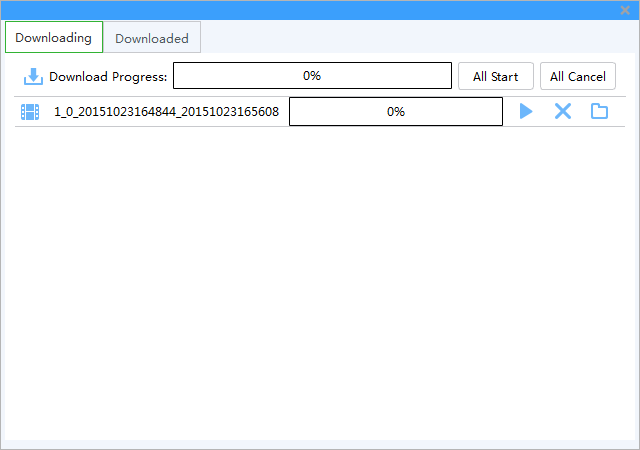 Downloading Downloaded
Download Progress: 0% All Start All Cancel
1_0_20151023164844_20151023165608 0%